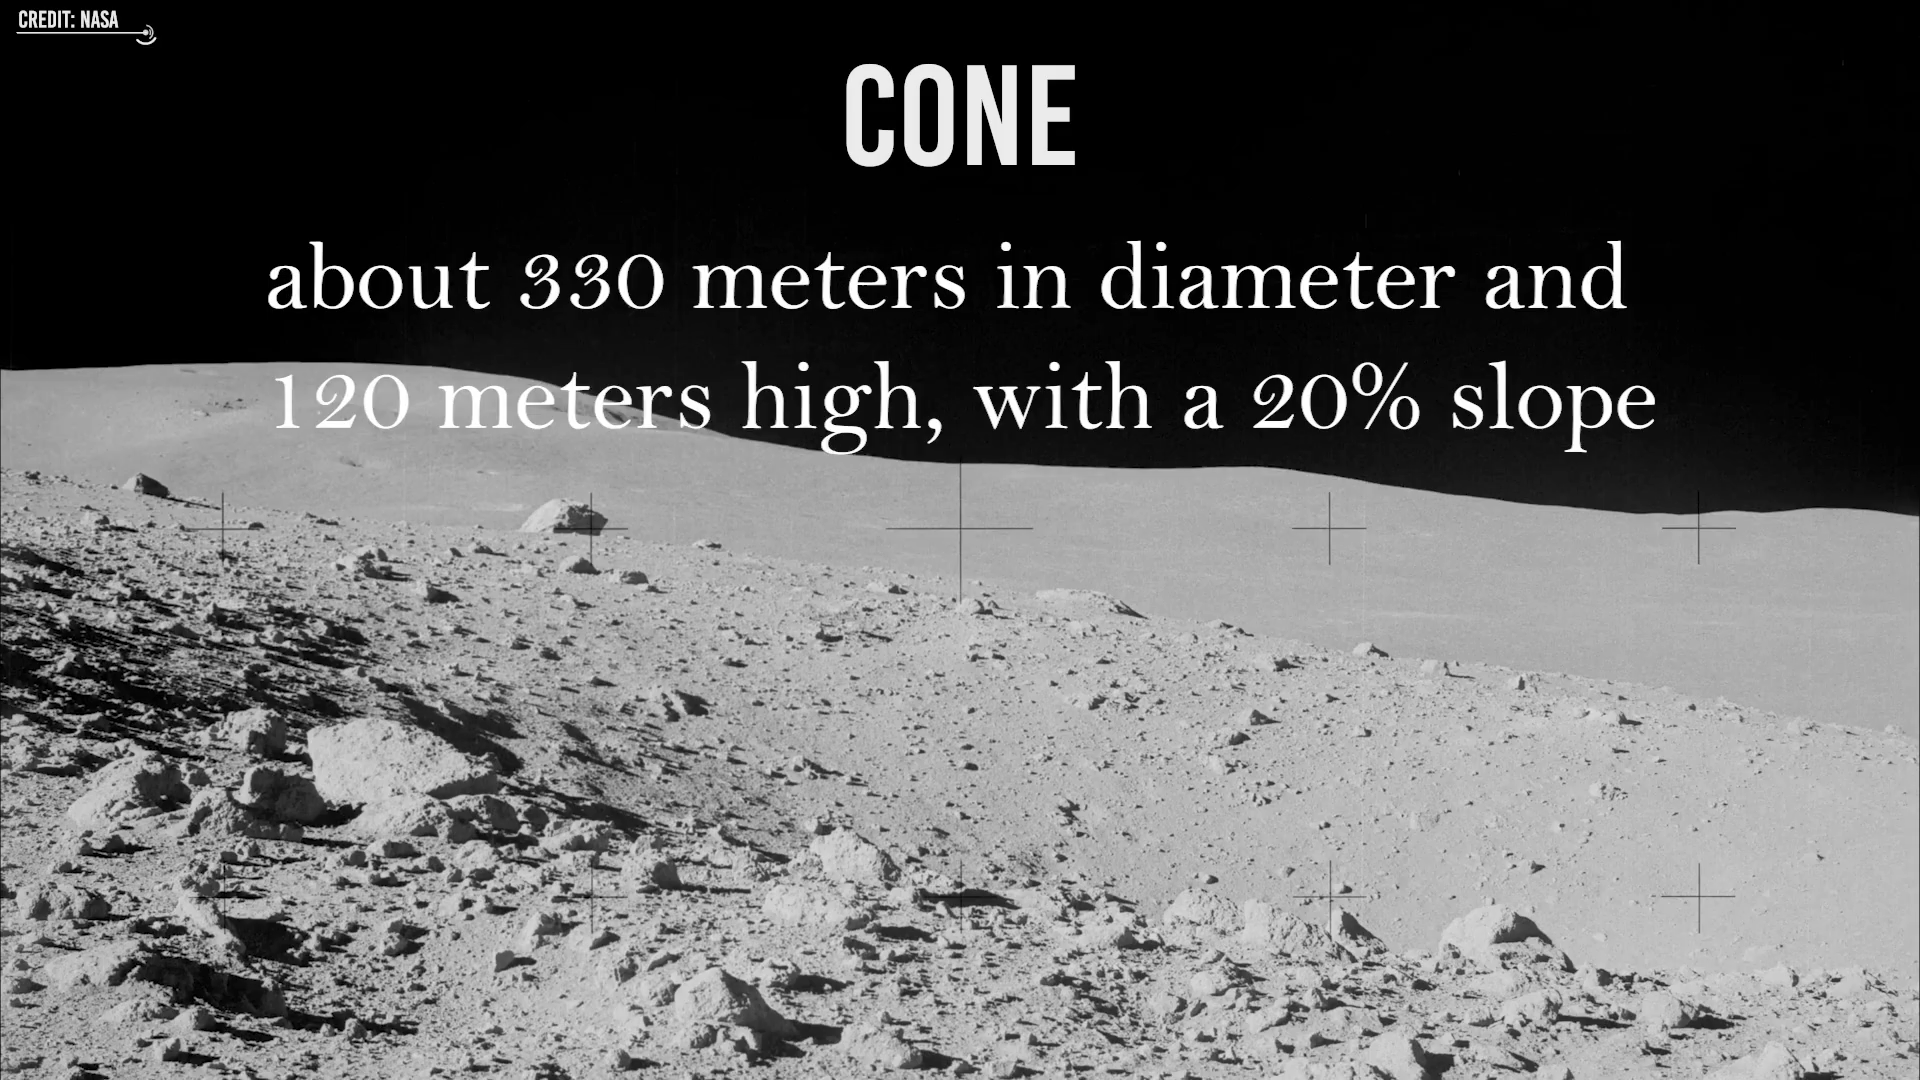 CREDIT: NASA
CONE
about 330 meters in diameter and
120 meters high, with a 20% slope